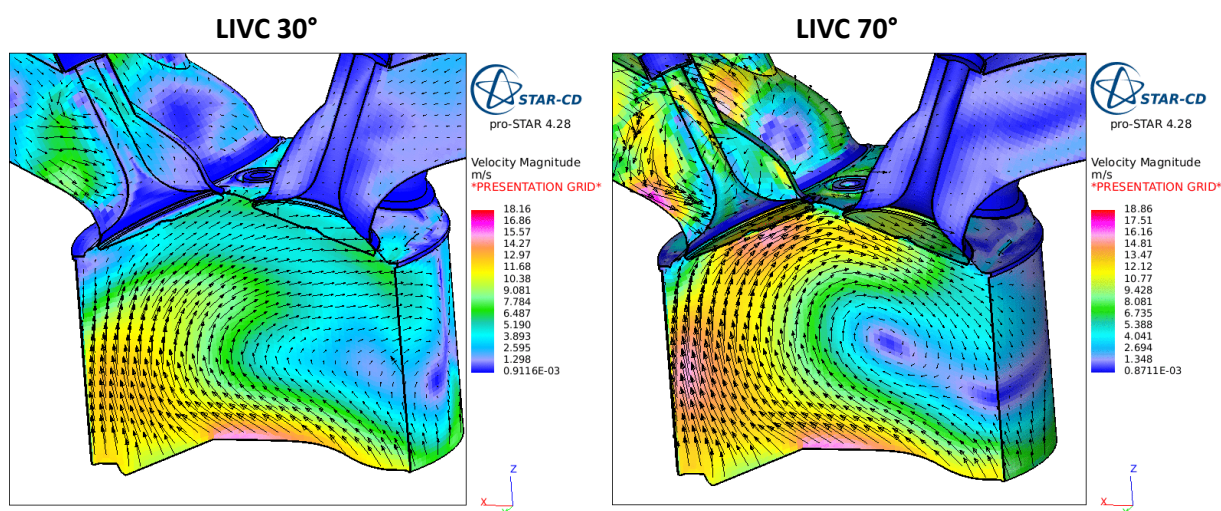 LIVC 30°
STAR-CD
pro-STAR 4.28
Velocity Magnitude
m/s
*PRESENTATION GRID*
18.16
16.86
15.57
14.27
12.97
11.68
10.38
9.081
7.784
6.487
5.190
3.893
2.595
1.298
0.9116E-03
Z
X
LIVC 70°
STAR-CD
pro-STAR 4.28
Velocity Magnitude
m/s
*PRESENTATION GRID*
18.86
17.51
16.16
14.81
13.47
12.12
10.77
9.428
8.081
6.735
5.388
4.041
2.694
1.348
0.8711E-03
Z
X